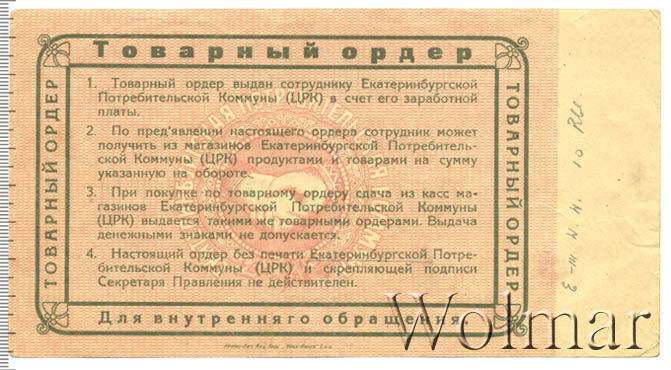 Товарный ордер
ТОВАРНЫЙ ОРДЕР
1. Товарный ордер выдан сотруднику Екатеринбургской
Потребительской Коммуны (ЦРК) в счет его заработной
платы.
2. По пред'явлении настоящего ордера сотрудник может
получить из магазинов Екатеринбургской Потребитель-
ской Коммуны (ЦРК) продуктами и товарами на сумму
указанную на обороте.
3. При покупке по товарному ордеру сдача из касс ма-
газинов Екатеринбургской Потребительской Коммуны
(ЦРК) выдается такими же товарными ордерами. Выдача
денежными знаками не допускается.
4. Настоящий ордер без печати Екатеринбургской Потре-
бительской Коммуны (ЦРК) и скрепляющей подписи
Секретаря Правления не действителен.
ТОВАРНЫЙ ОРДЕР
Для внутреннего обращения
10
Wolmar